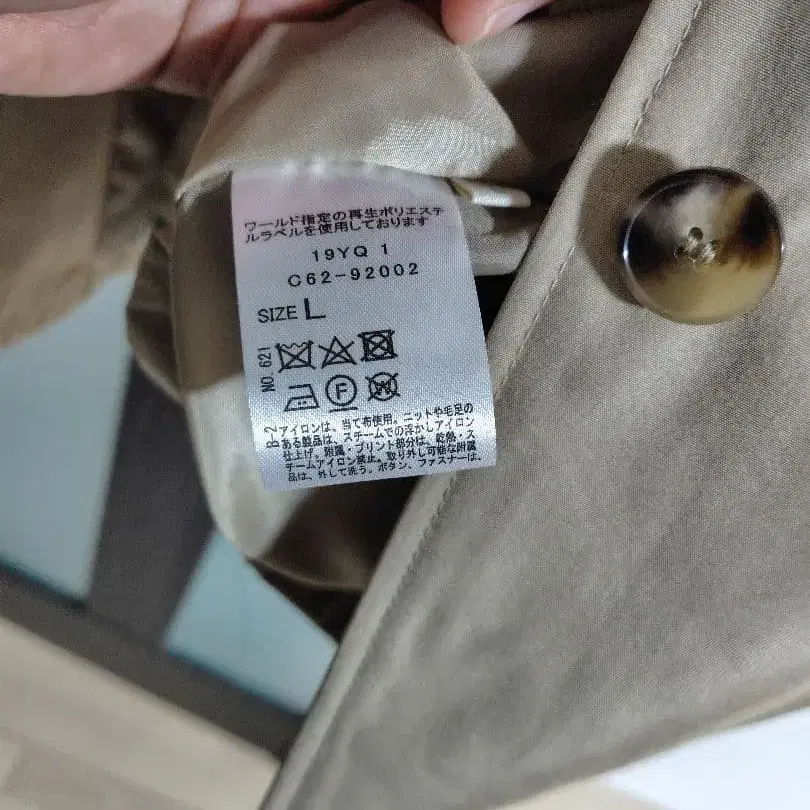 ワールド指定の再生ポリエステ
ルラベルを使用しております
19YQ 1
C62-92002
SIZE L
NO.621
F
W
B-2
アイロンは、当て布使用。ニットや毛足の
ある製品は、スチームでの浮かしアイロン
仕上げ。附属・プリント部分は、乾熱・ス
チームアイロン禁止。取り外し可能な附属
品は、外して洗う。ボタン、ファスナーは、